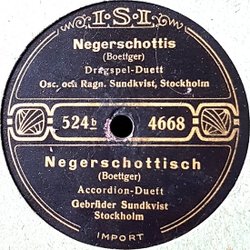 I·S·I·
Negerschottis
(Boettger)
Dragspel-Duett
Osc. och Ragn. Sundkvist, Stockholm
524b 4668
Negerschottisch
(Boettger)
Accordion-Duett
Gebrüder Sundkvist
Stockholm
IMPORT